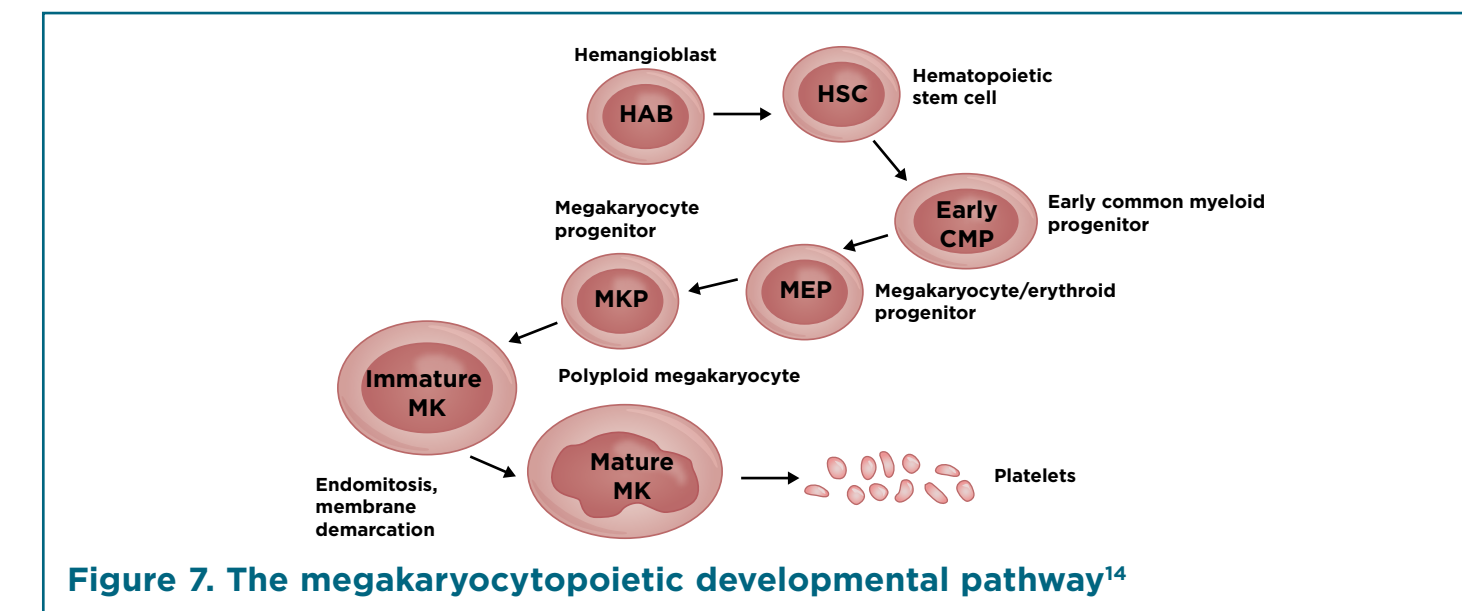 Hemangioblast
HAB
HSC
Hematopoietic
stem cell
Early
CMP
Early common myeloid
progenitor
Megakaryocyte
progenitor
MKP
MEP
Megakaryocyte/erythroid
progenitor
Immature
MK
Polyploid megakaryocyte
Mature
MK
Platelets
Endomitosis,
membrane
demarcation
Figure 7. The megakaryocytopoietic developmental pathway¹⁴